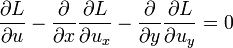 ∂L/∂u − ∂/∂x ∂L/∂u_x − ∂/∂y ∂L/∂u_y = 0